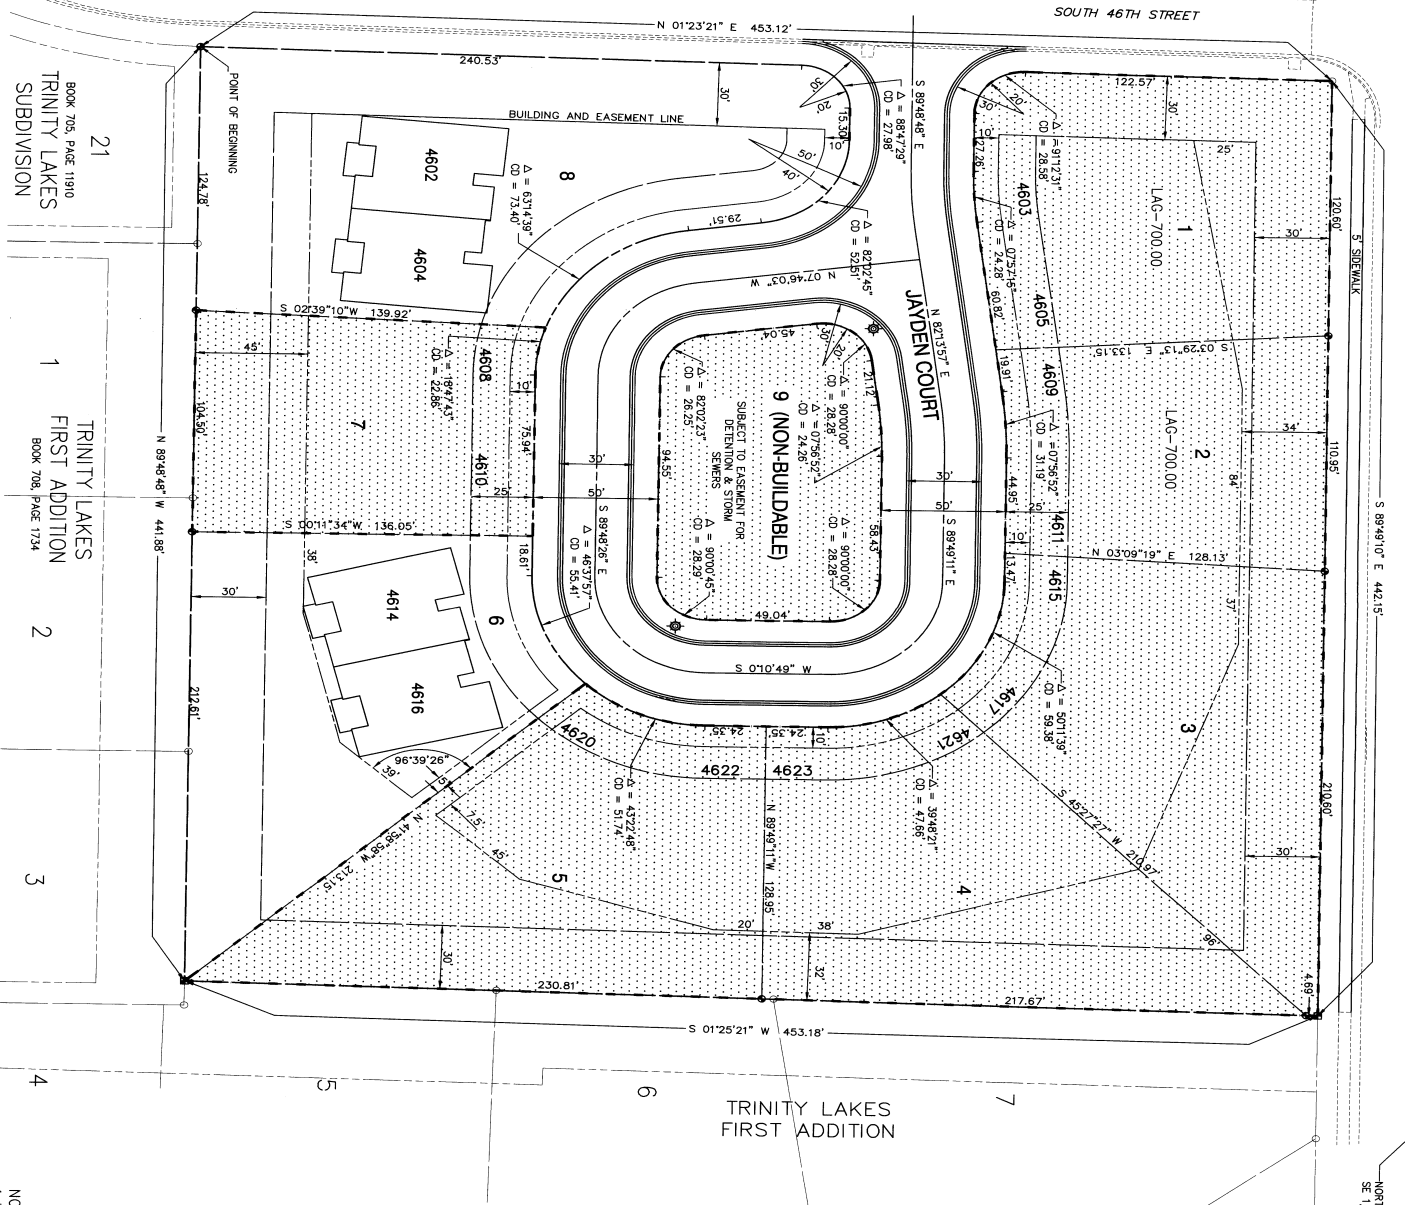 SOUTH 46TH STREET
N 01°23'21" E 453.12'
240.53'
122.57'
POINT OF BEGINNING
BOOK 705, PAGE 11910
TRINITY LAKES
SUBDIVISION
21
BUILDING AND EASEMENT LINE
30'
30'
20'
15.30'
10'
50'
40'
Δ = 88°47'29"
CD = 27.98'
S 89°48'48" E
30'
20'
10'
27.26'
Δ = 91°12'31"
CD = 28.58'
30'
25'
1
LAG-700.00
120.60'
30'
5' SIDEWALK
8
Δ = 63°14'39"
CD = 73.40'
29.51'
Δ = 82°02'45"
CD = 52.51'
4602
4604
124.78'
N 07°46'03" W
JAYDEN COURT
N 82°13'57" E
4603
4605
4609
Δ = 07°57'15"
CD = 24.28'
60.82'
19.91'
S 03°29'13" E 133.15'
S 02°39'10"W 139.92'
45'
Δ = 18°47'43"
CD = 22.86'
4608
4610
10'
75.94'
25'
7
104.50'
S 00°11'34"W 136.05'
45.04'
30'
20'
21.12'
Δ = 90°00'00"
CD = 28.28'
Δ = 07°56'52"
CD = 24.26'
Δ = 82°02'23"
CD = 26.25'
9 (NON-BUILDABLE)
SUBJECT TO EASEMENT FOR
DETENTION & STORM
SEWERS
94.55'
58.43'
Δ = 90°00'45"
CD = 28.29'
Δ = 90°00'00"
CD = 28.28'
49.04'
30'
50'
S 89°48'26" E
S 0°10'49" W
30'
50'
S 89°49'11" E
Δ = 07°56'52"
CD = 31.19'
44.95'
25'
10'
13.47'
4611
4615
N 03°09'19" E 128.13'
2
LAG-700.00
34'
84'
110.95'
37'
S 89°49'10" E 442.15'
1
TRINITY LAKES
FIRST ADDITION
BOOK 708, PAGE 1734
2
3
N 89°48'48" W 441.88'
38'
30'
18.61'
Δ = 46°37'57"
CD = 55.41'
6
4614
4616
96°39'26"
39'
5'
7.5'
45'
N 41°58'58"W 213.15'
212.61'
4620
4622
4623
4621
4617
24.35'
24.35'
10'
Δ = 50°11'39"
CD = 59.38'
3
210.60'
30'
S 45°27'27" W 210.97'
Δ = 43°22'48"
CD = 51.74'
Δ = 39°48'21"
CD = 47.66'
N 89°49'11"W 128.95'
5
4
20'
38'
32'
30'
96'
4.69'
230.81'
217.67'
S 01°25'21" W 453.18'
4
5
6
7
TRINITY LAKES
FIRST ADDITION